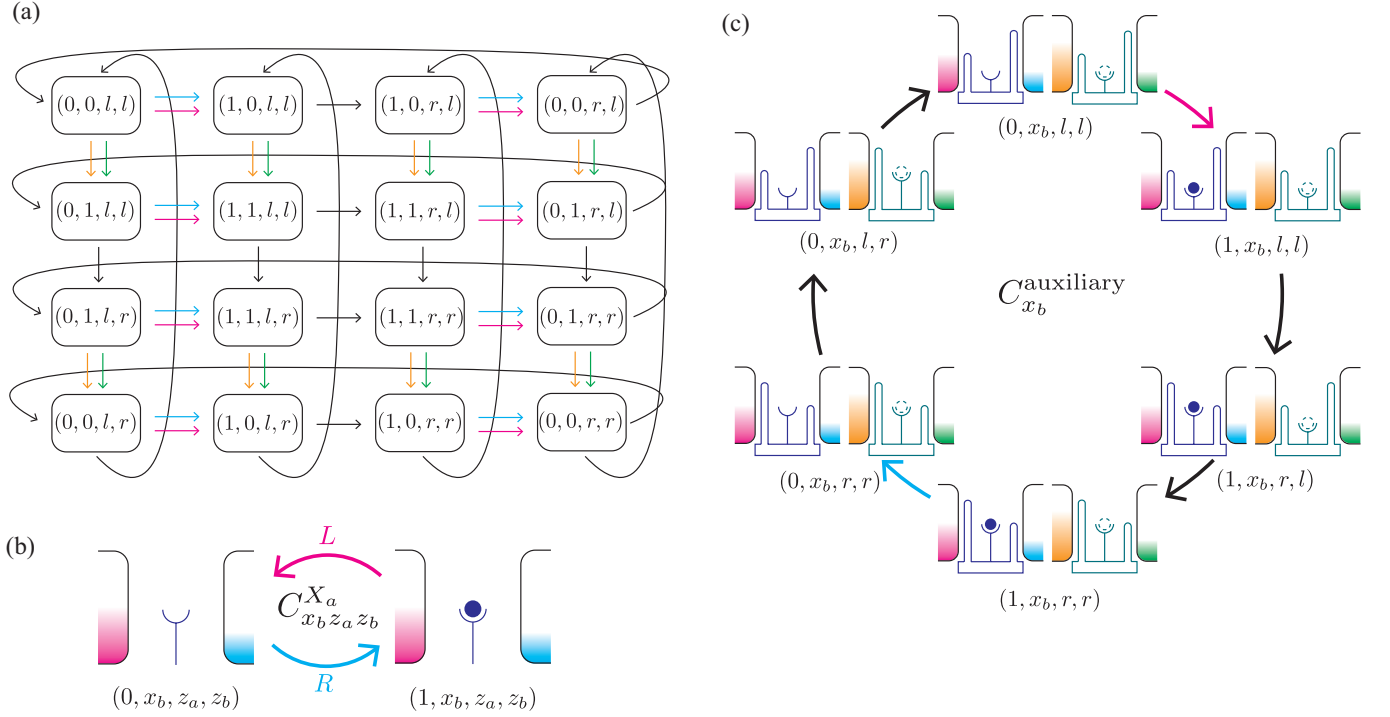 (a)
(0, 0, l, l) (1, 0, l, l) (1, 0, r, l) (0, 0, r, l)
(0, 1, l, l) (1, 1, l, l) (1, 1, r, l) (0, 1, r, l)
(0, 1, l, r) (1, 1, l, r) (1, 1, r, r) (0, 1, r, r)
(0, 0, l, r) (1, 0, l, r) (1, 0, r, r) (0, 0, r, r)
(b)
L
C^{X_a}_{x_b z_a z_b}
R
(0, x_b, z_a, z_b) (1, x_b, z_a, z_b)
(c)
(0, x_b, l, l)
(0, x_b, l, r) (1, x_b, l, l)
C^{auxiliary}_{x_b}
(0, x_b, r, r) (1, x_b, r, l)
(1, x_b, r, r)